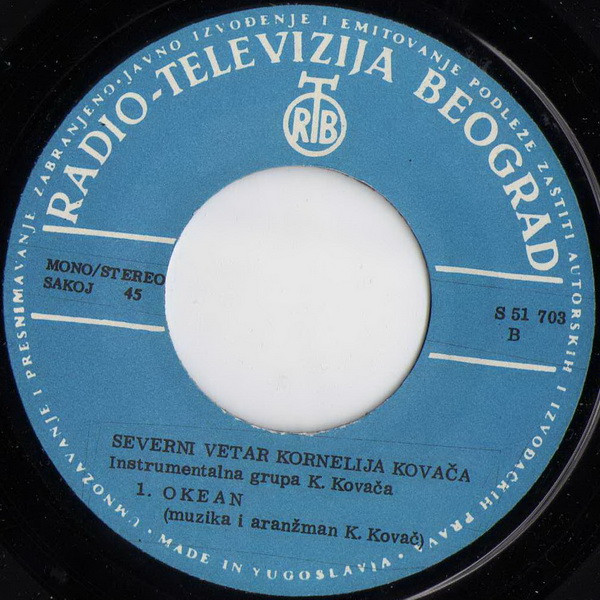 UMNOŽAVANJE I PRESNIMAVANJE ZABRANJENO · JAVNO IZVOĐENJE I EMITOVANJE PODLEŽE ZAŠTITI AUTORSKIH I IZVOĐAČKIH PRAVA ·
RADIO-TELEVIZIJA BEOGRAD
RTB
MONO/STEREO
SAKOJ 45
S 51 703
B
SEVERNI VETAR KORNELIJA KOVAČA
Instrumentalna grupa K. Kovača
1. OKEAN
(muzika i aranžman K. Kovač)
MADE IN YUGOSLAVIA